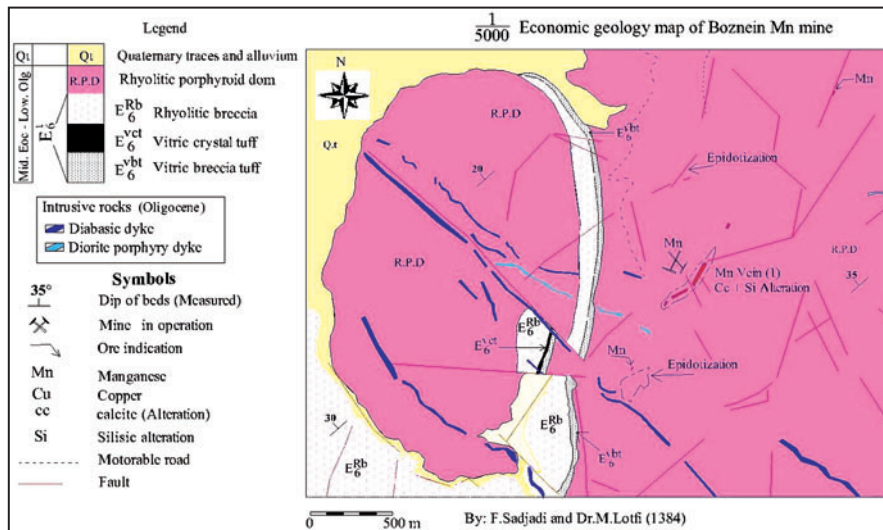 Legend
Qt Qt Quaternary traces and alluvium
R.P.D Rhyolitic porphyroid dom
Mid. Eoc - Low. Olg
E₆¹
E₆ᴿᵇ Rhyolitic breccia
E₆ᵛᶜᵗ Vitric crystal tuff
E₆ᵛᵇᵗ Vitric breccia tuff
Intrusive rocks (Oligocene)
Diabasic dyke
Diorite porphyry dyke
Symbols
35° Dip of beds (Measured)
Mine in operation
Ore indication
Mn Manganese
Cu Copper
cc calcite (Alteration)
Si Silisic alteration
Motorable road
Fault
1/5000 Economic geology map of Boznein Mn mine
N
Q.t
R.P.D
20
R.P.D
E₆ᵛᵇᵗ
Mn
Epidotization
Mn
Mn Vein (1)
Cc + Si Alteration
R.P.D
35
E₆ᴿᵇ
E₆ᵛᶜᵗ
Mn
Epidotization
30
E₆ᴿᵇ
E₆ᴿᵇ
E₆ᵛᵇᵗ
0 500 m
By: F.Sadjadi and Dr.M.Lotfi (1384)